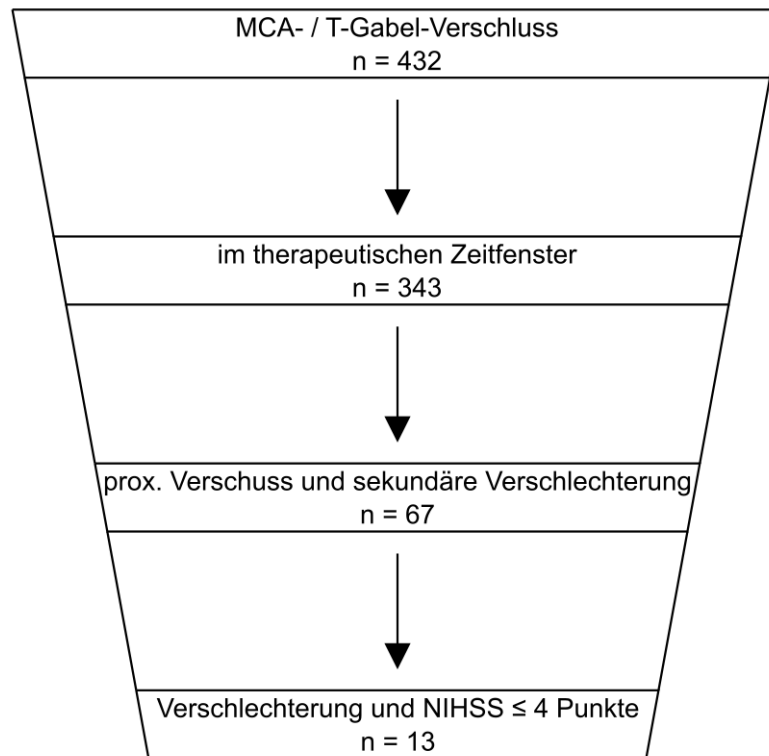 MCA- / T-Gabel-Verschluss
n = 432
im therapeutischen Zeitfenster
n = 343
prox. Verschuss und sekundäre Verschlechterung
n = 67
Verschlechterung und NIHSS ≤ 4 Punkte
n = 13